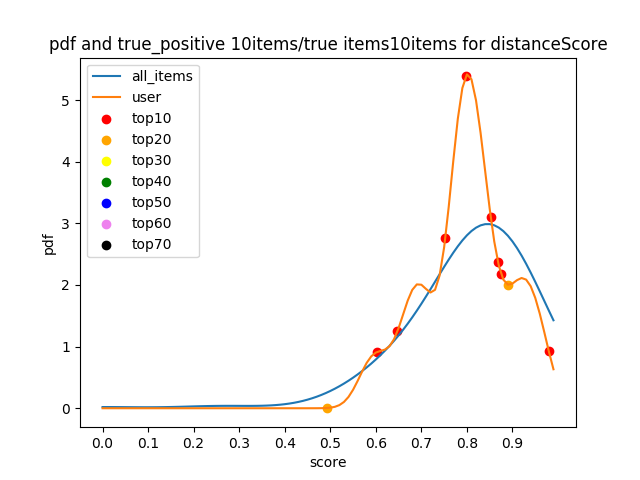 pdf and true_positive 10items/true items10items for distanceScore
all_items
user
top10
top20
top30
top40
top50
top60
top70
pdf
5
4
3
2
1
0
0.0 0.1 0.2 0.3 0.4 0.5 0.6 0.7 0.8 0.9
score